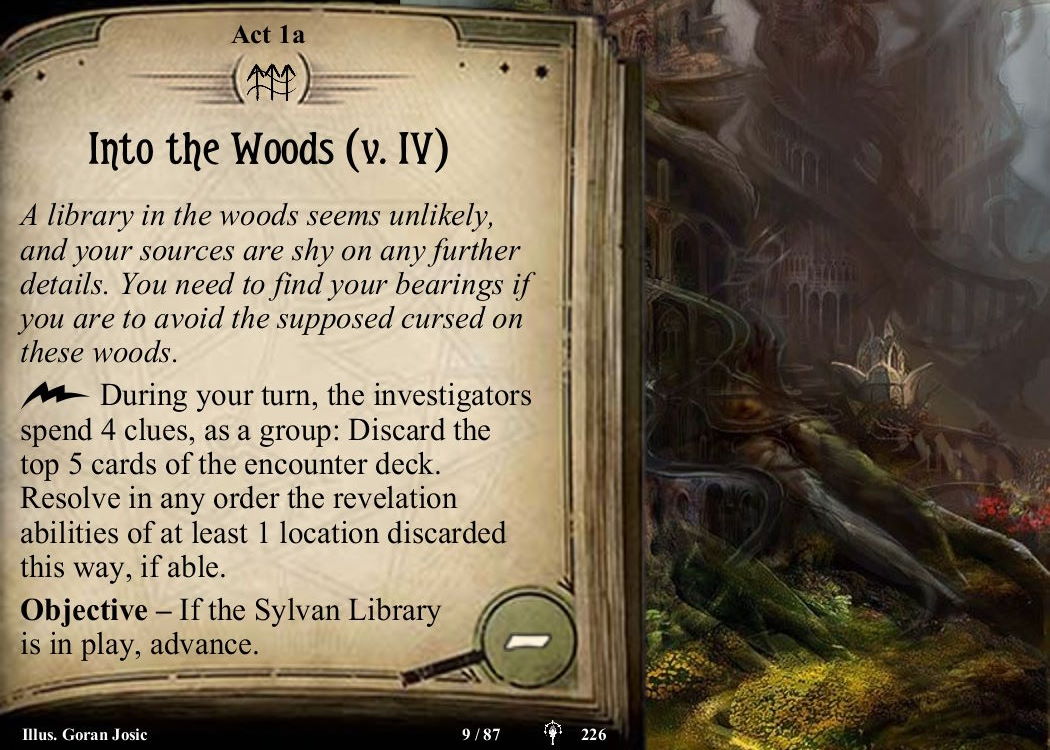 Act 1a
Into the Woods (v. IV)
A library in the woods seems unlikely,
and your sources are shy on any further
details. You need to find your bearings if
you are to avoid the supposed cursed on
these woods.
During your turn, the investigators
spend 4 clues, as a group: Discard the
top 5 cards of the encounter deck.
Resolve in any order the revelation
abilities of at least 1 location discarded
this way, if able.
Objective – If the Sylvan Library
is in play, advance.
–
Illus. Goran Josic 9 / 87 226